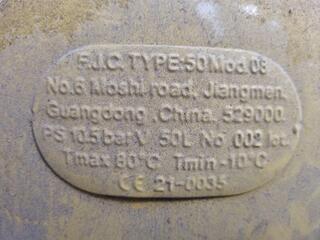 F.J.C. TYPE:50 Mod.08
No.6 Moshi road, Jiangmen,
Guangdong ,China. 529000.
PS 10.5 bar V 50L No 002 lot.
Tmax 80°C Tmin -10°C
CE 21-0035